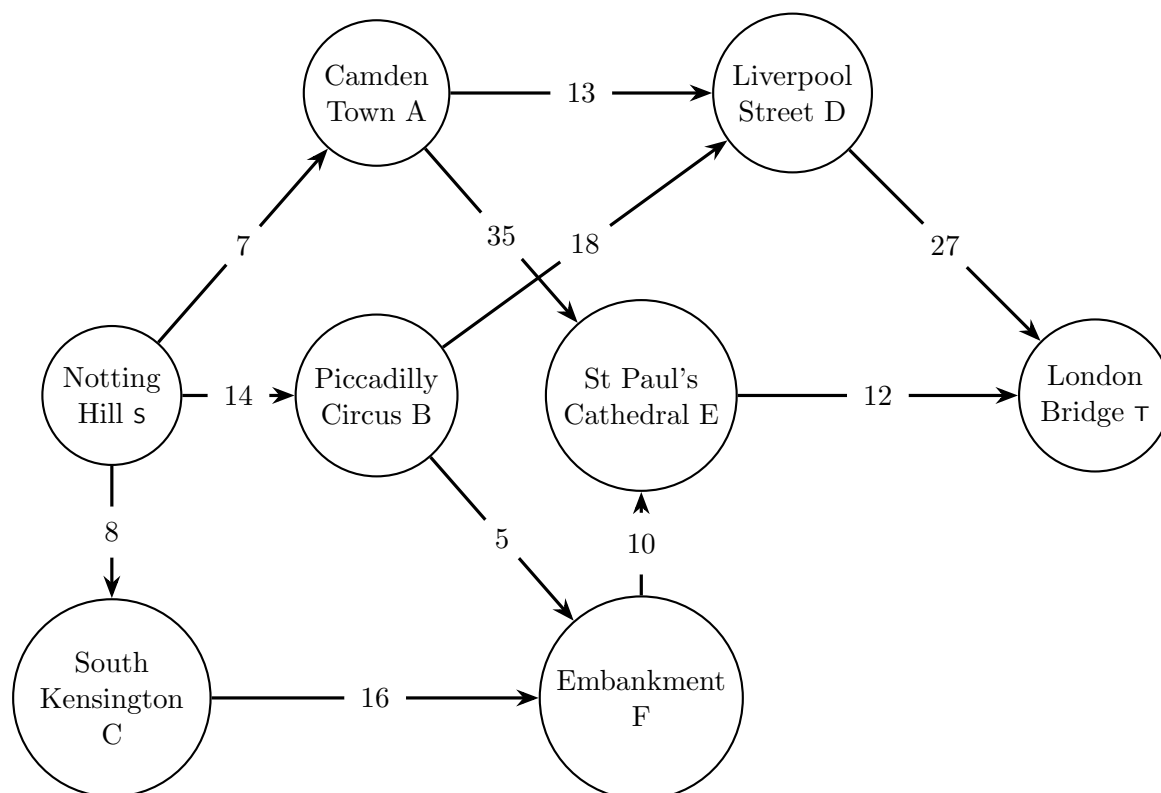 Camden
Town A
13
Liverpool
Street D
7
35
18
27
Notting
Hill S
14
Piccadilly
Circus B
St Paul's
Cathedral E
12
London
Bridge T
8
5
10
South
Kensington
C
16
Embankment
F